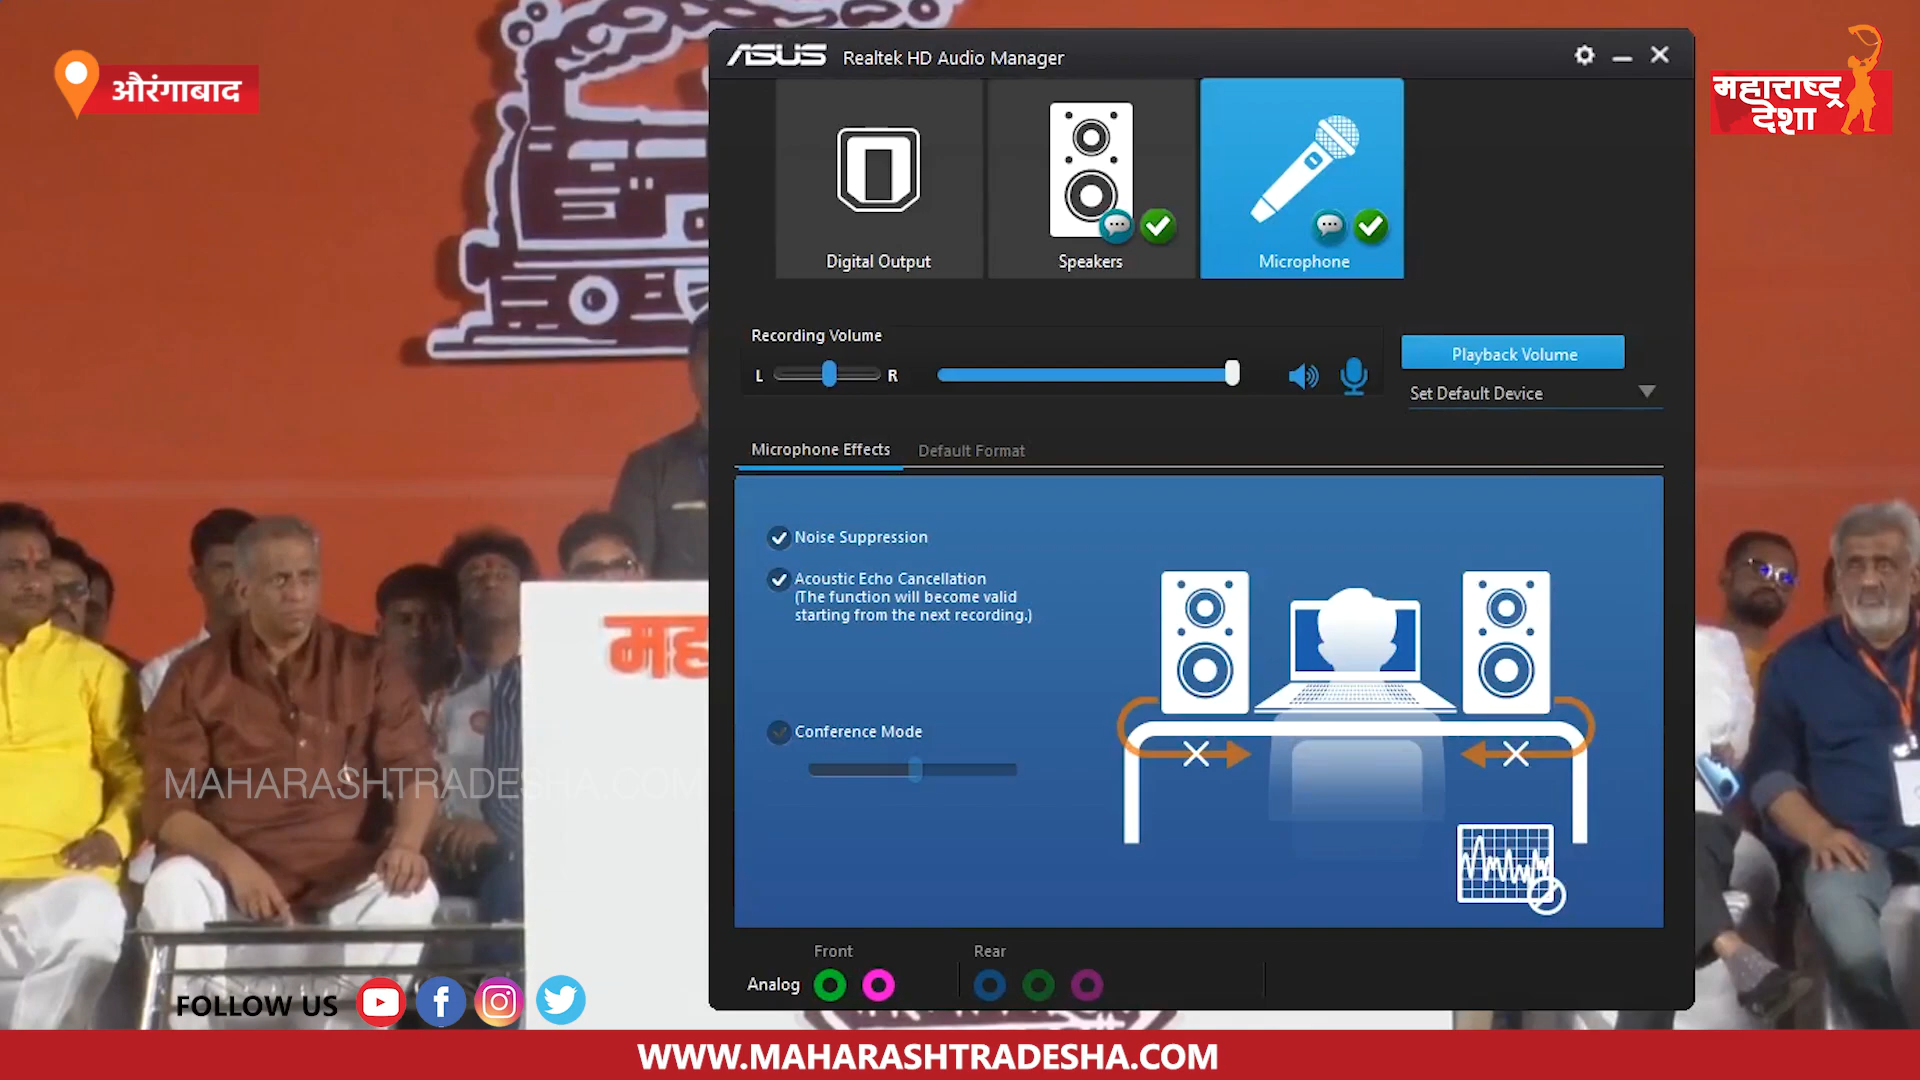 औरंगाबाद
महाराष्ट्र
देशा
मह
MAHARASHTRADESHA.COM
ASUS Realtek HD Audio Manager
Digital Output
Speakers
Microphone
Recording Volume
L R
Playback Volume
Set Default Device
Microphone Effects
Default Format
Noise Suppression
Acoustic Echo Cancellation
(The function will become valid
starting from the next recording.)
Conference Mode
Front
Rear
Analog
FOLLOW US
WWW.MAHARASHTRADESHA.COM